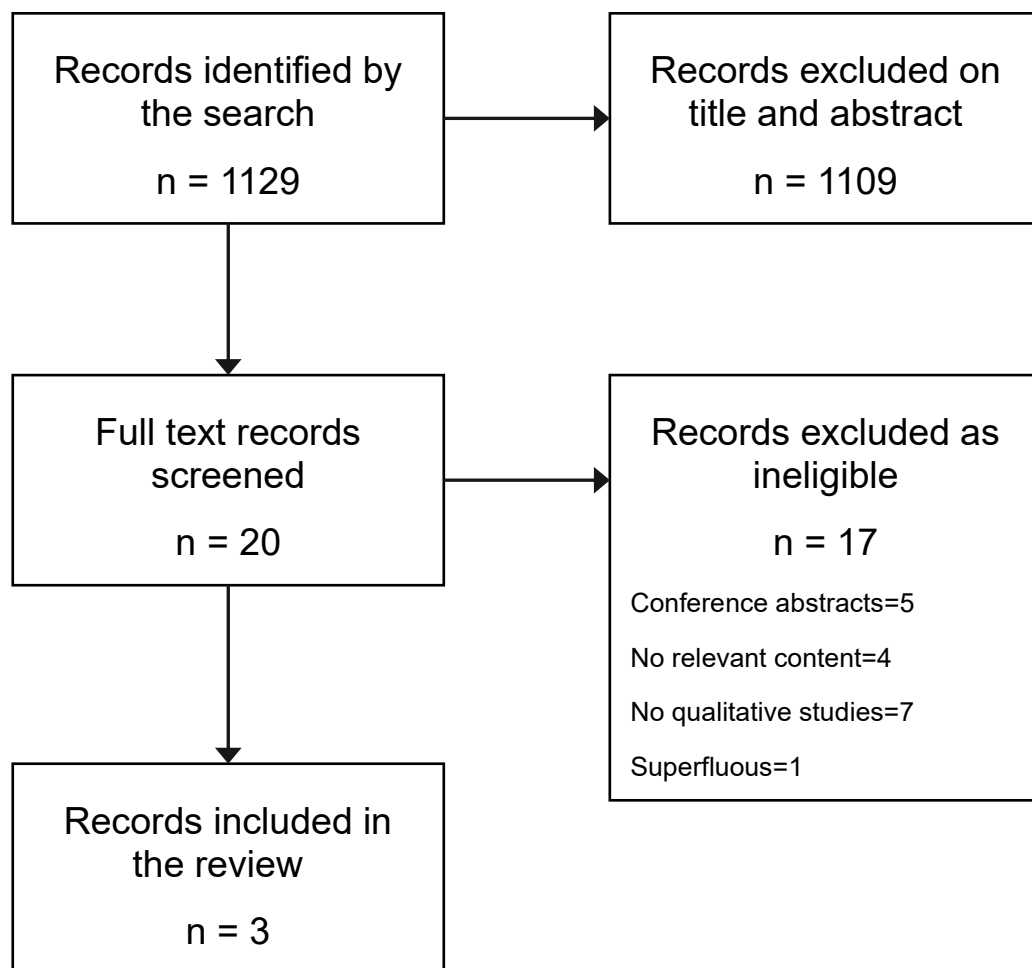 Records identified by
the search
n = 1129
Records excluded on
title and abstract
n = 1109
Full text records
screened
n = 20
Records excluded as
ineligible
n = 17
Conference abstracts=5
No relevant content=4
No qualitative studies=7
Superfluous=1
Records included in
the review
n = 3